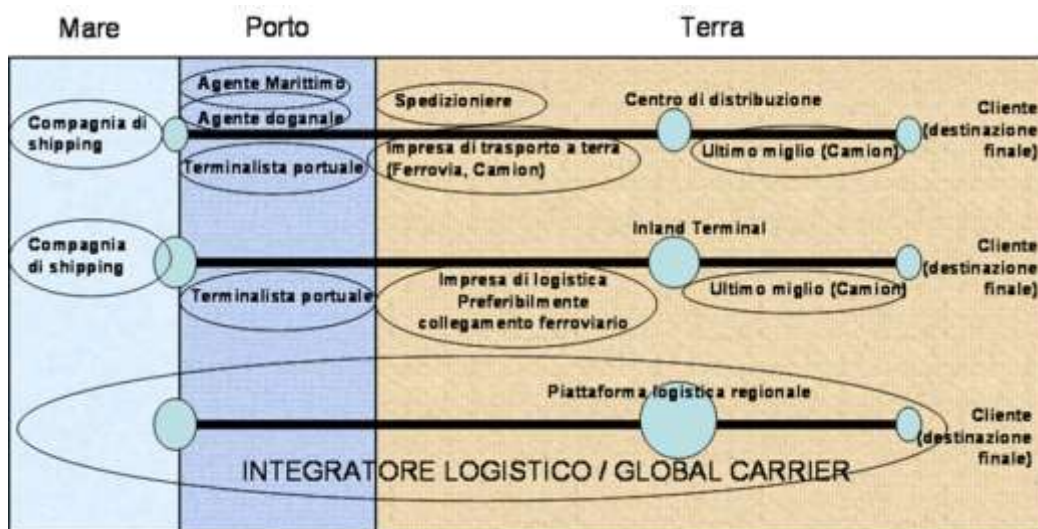 Mare
Porto
Terra
Agente Marittimo
Agente doganale
Compagnia di
shipping
Terminalista portuale
Spedizioniere
Impresa di trasporto a terra
(Ferrovia, Camion)
Centro di distribuzione
Ultimo miglio (Camion)
Cliente
(destinazione
finale)
Compagnia
di shipping
Terminalista portuale
Impresa di logistica
Preferibilmente
collegamento ferroviario
Inland Terminal
Ultimo miglio (Camion)
Cliente
(destinazione
finale)
Piattaforma logistica regionale
Cliente
(destinazione
finale)
INTEGRATORE LOGISTICO / GLOBAL CARRIER